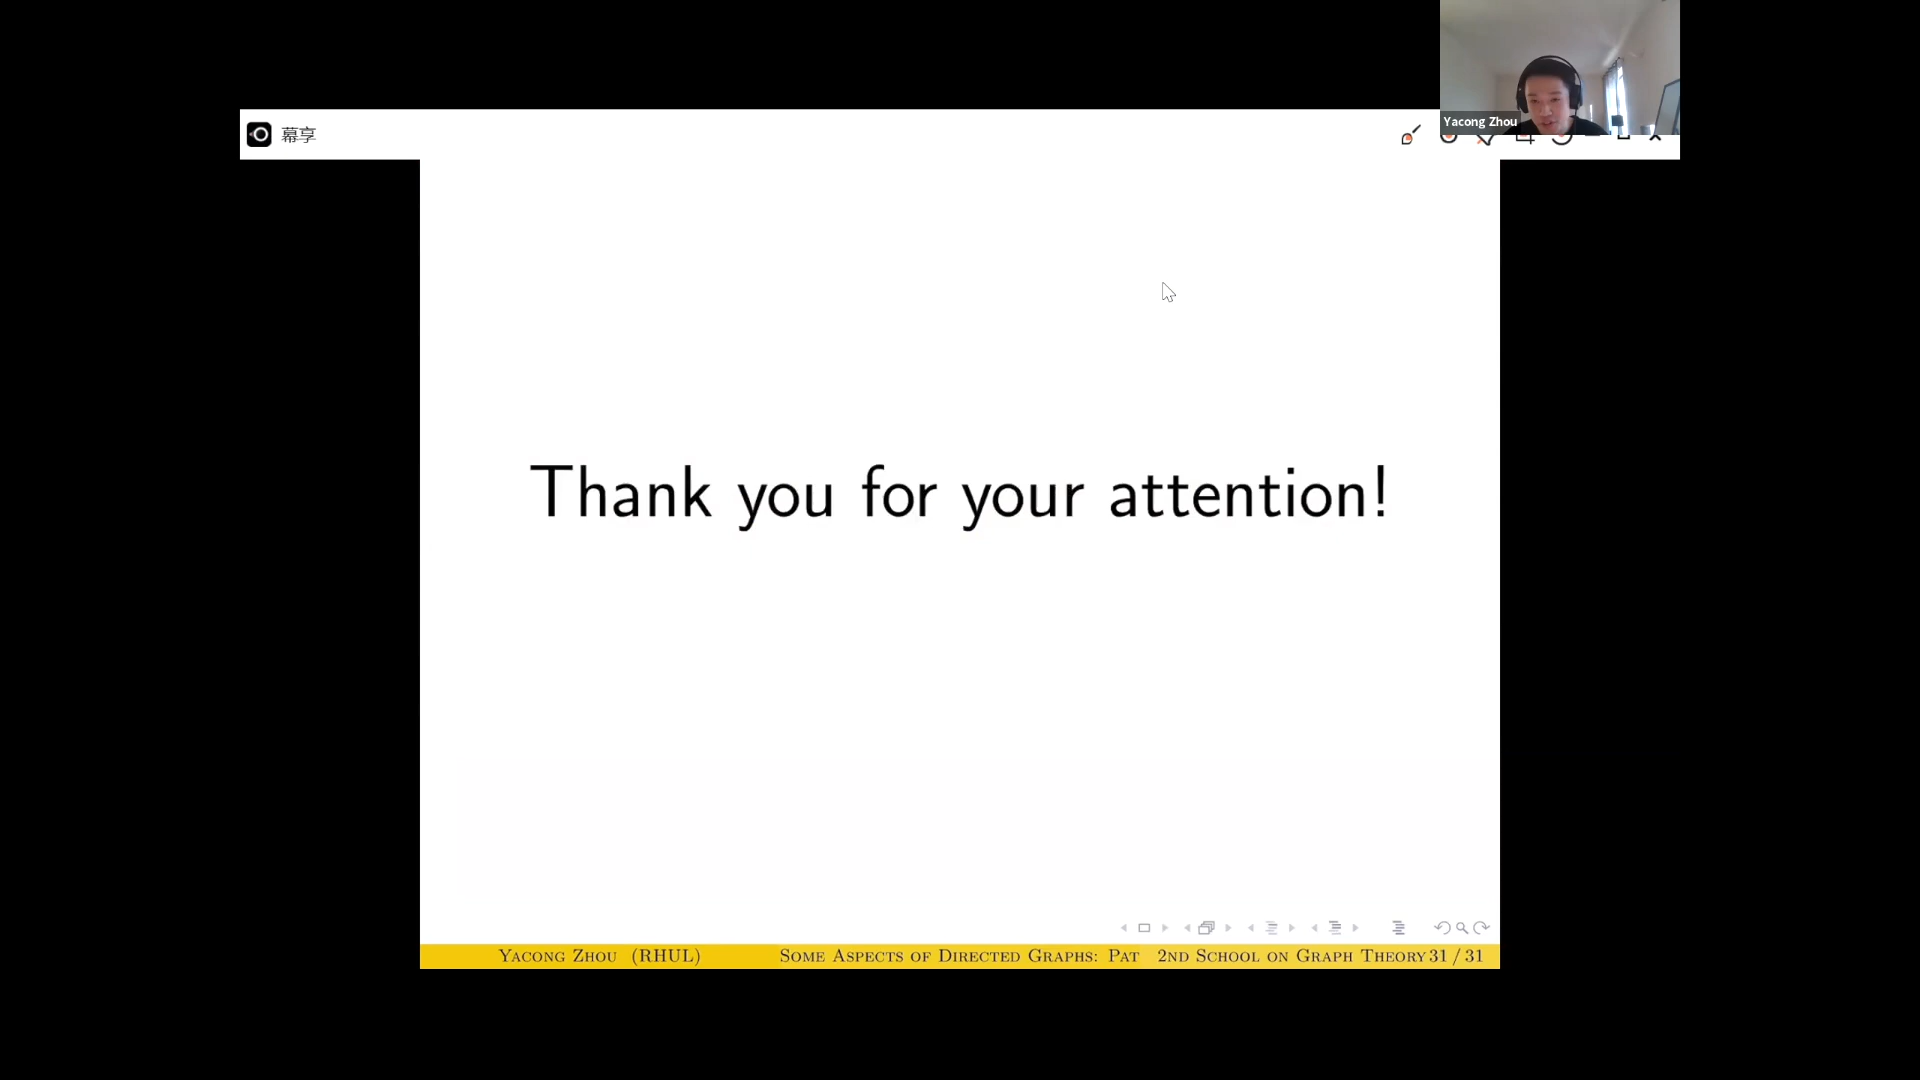 Yacong Zhou
幕享
Thank you for your attention!
Yacong Zhou (RHUL) Some Aspects of Directed Graphs: Pat 2nd School on Graph Theory 31 / 31